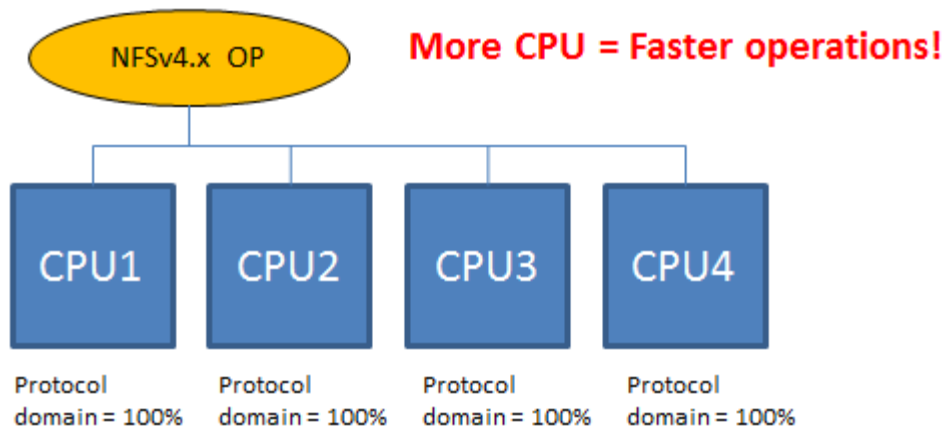 NFSv4.x OP
More CPU = Faster operations!
CPU1
CPU2
CPU3
CPU4
Protocol
domain = 100%
Protocol
domain = 100%
Protocol
domain = 100%
Protocol
domain = 100%